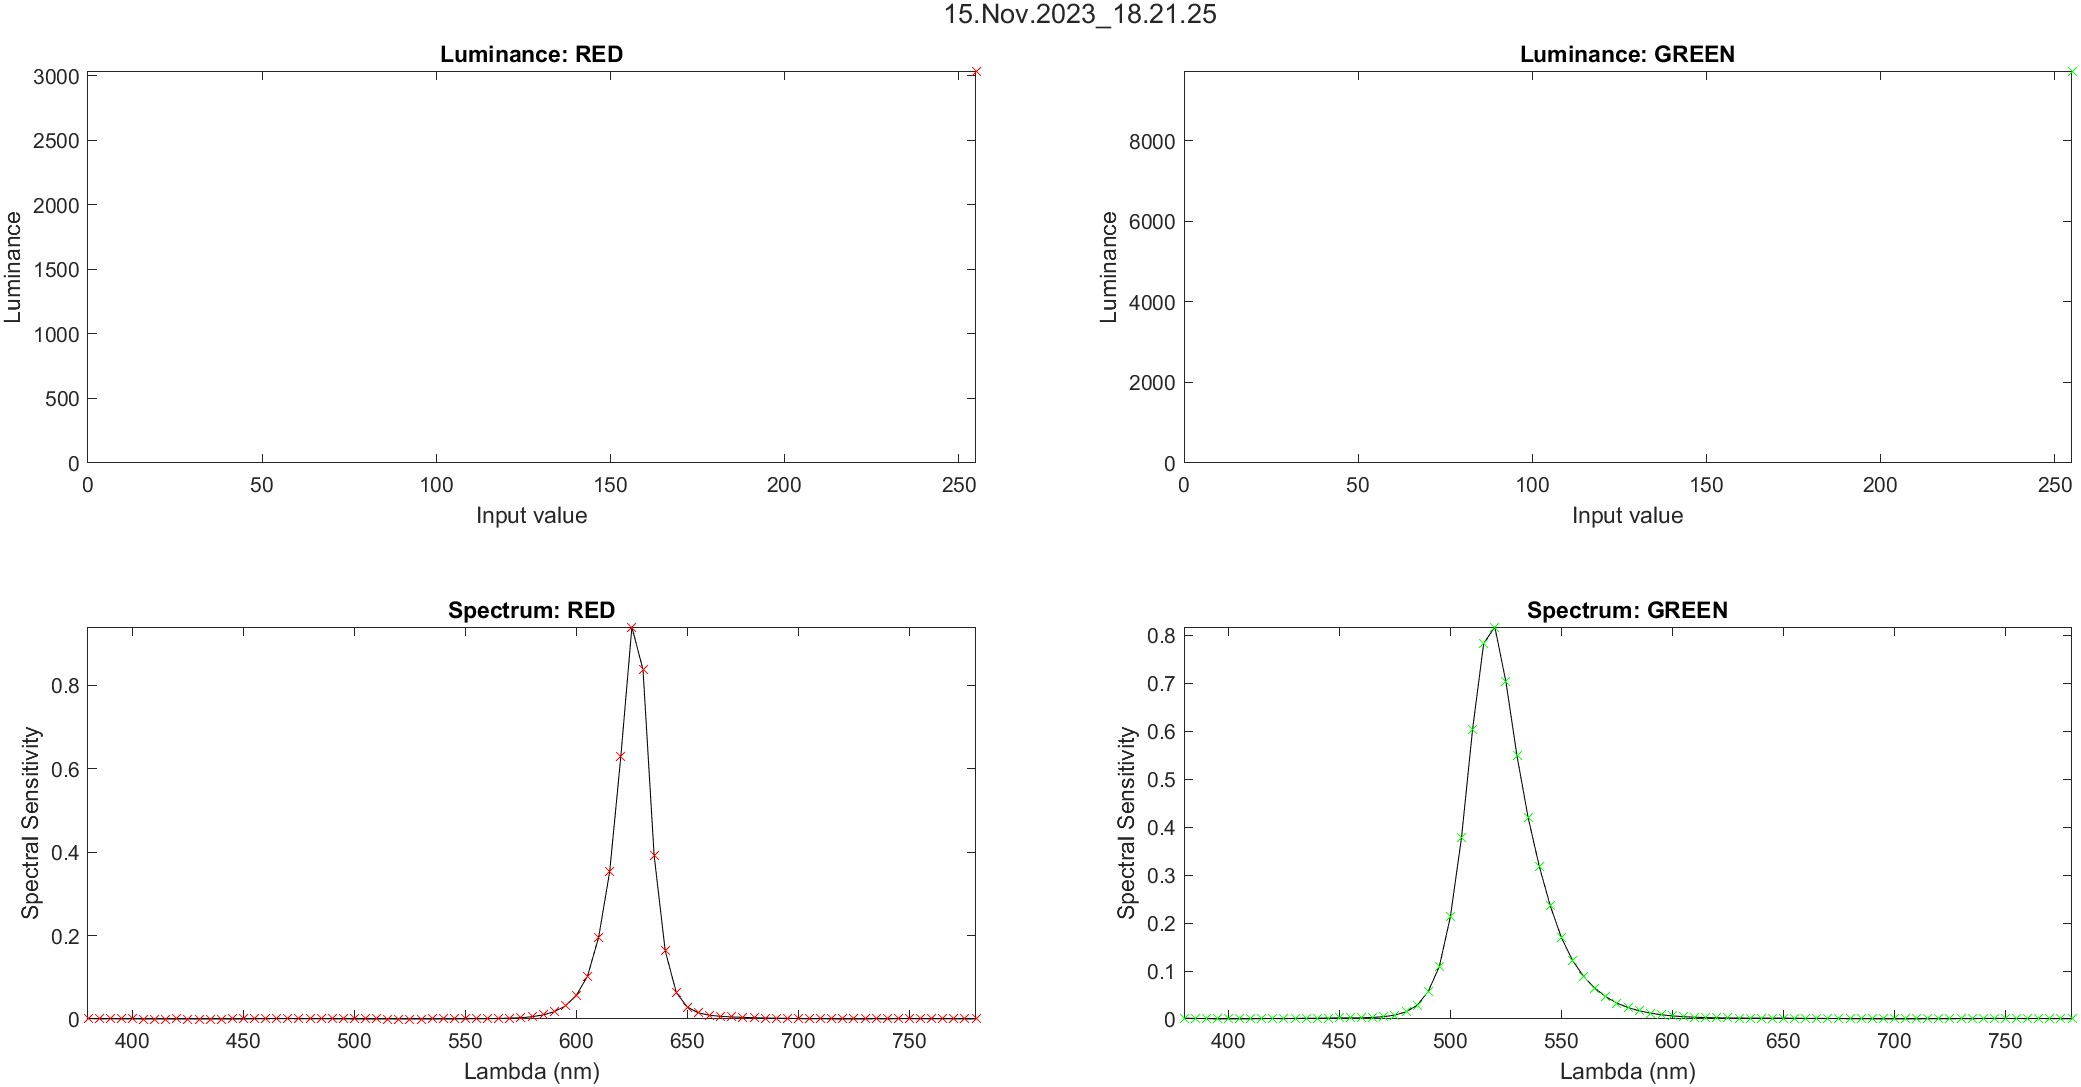 15.Nov.2023_18.21.25
Luminance: RED
3000
2500
2000
1500
1000
500
0
Luminance
0 50 100 150 200 250
Input value
Luminance: GREEN
8000
6000
4000
2000
0
Luminance
0 50 100 150 200 250
Input value
Spectrum: RED
0.8
0.6
0.4
0.2
0
Spectral Sensitivity
400 450 500 550 600 650 700 750
Lambda (nm)
Spectrum: GREEN
0.8
0.7
0.6
0.5
0.4
0.3
0.2
0.1
0
Spectral Sensitivity
400 450 500 550 600 650 700 750
Lambda (nm)